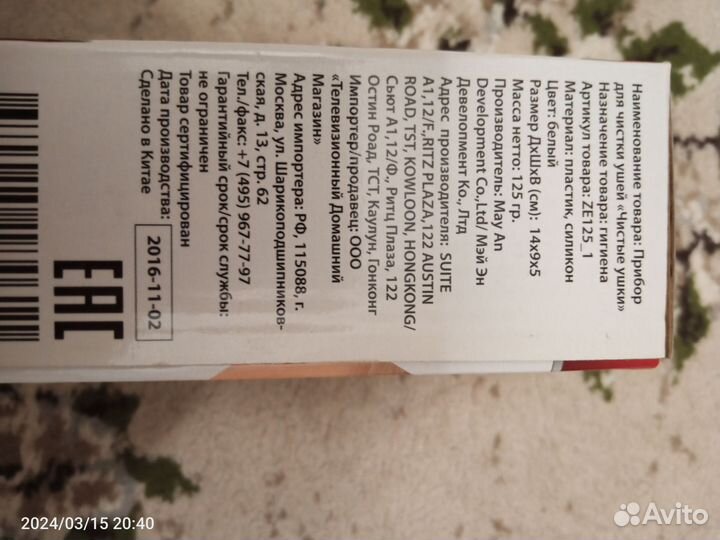 Наименование товара: Прибор
для чистки ушей «Чистые ушки»
Назначение товара: гигиена
Артикул товара: ZE125_1
Материал: пластик, силикон
Цвет: белый
Размер ДхШхВ (см): 14х9х5
Масса нетто: 125 гр.
Производитель: May An
Development Co.,Ltd/ Мэй Эн
Девелопмент Ко., Лтд
Адрес производителя: SUITE
A1,12/F.,RITZ PLAZA,122 AUSTIN
ROAD, TST, KOWLOON, HONGKONG/
Сьют А1,12/Ф., Ритц Плаза, 122
Остин Роад, ТСТ, Каулун, Гонконг
Импортер/продавец: ООО
«Телевизионный Домашний
Магазин»
Адрес импортера: РФ, 115088, г.
Москва, ул. Шарикоподшипников-
ская, д. 13, стр. 62
Тел./факс: +7 (495) 967-77-97
Гарантийный срок/срок службы:
не ограничен
Товар сертифицирован
Дата производства: 2016-11-02
Сделано в Китае
EAC
2024/03/15 20:40
Avito